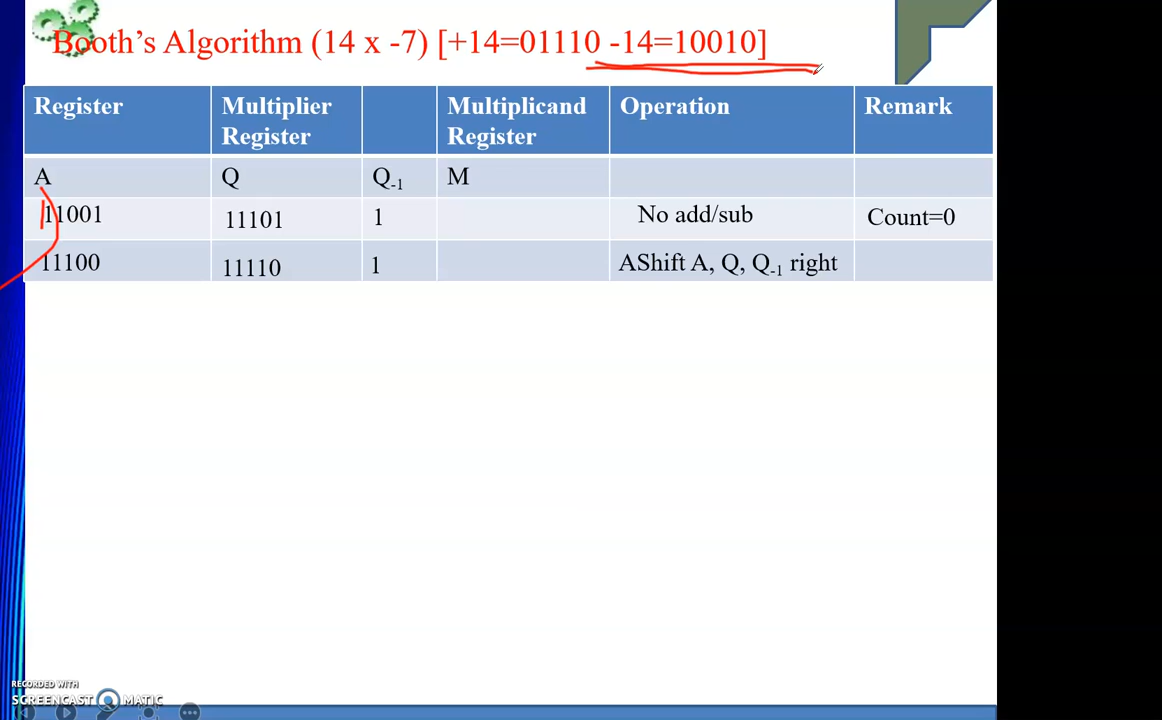 Booth's Algorithm (14 x -7) [+14=01110 -14=10010]
Register Multiplier Register Multiplicand Register Operation Remark
A Q Q-1 M
11001 11101 1 No add/sub Count=0
11100 11110 1 AShift A, Q, Q-1 right
RECORDED WITH
SCREENCAST MATIC